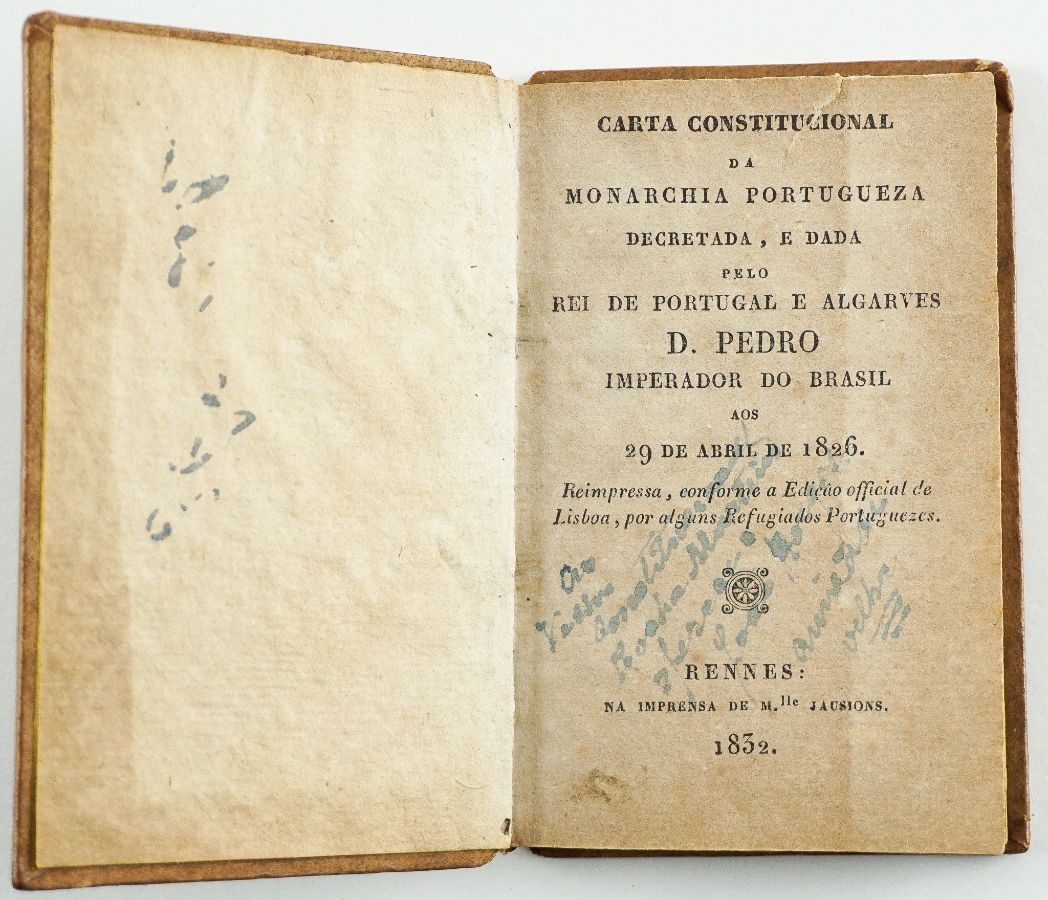 CARTA CONSTITUCIONAL
DA
MONARCHIA PORTUGUEZA
DECRETADA, E DADA
PELO
REI DE PORTUGAL E ALGARVES
D. PEDRO
IMPERADOR DO BRASIL
AOS
29 DE ABRIL DE 1826.
Reimpressa, conforme a Edição official de
Lisboa, por alguns Refugiados Portuguezes.
Ao
RENNES:
NA IMPRENSA DE M.lle JAUSIONS.
1832.